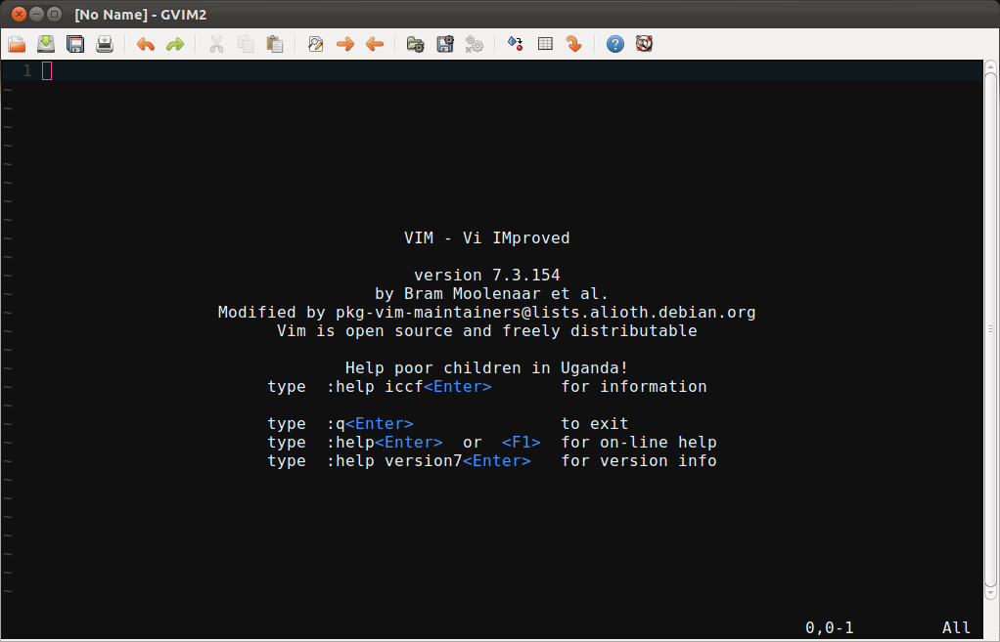 [No Name] - GVIM2
1
~
~
~
~
~
~
~
~
~ VIM - Vi IMproved
~
~ version 7.3.154
~ by Bram Moolenaar et al.
~ Modified by pkg-vim-maintainers@lists.alioth.debian.org
~ Vim is open source and freely distributable
~
~ Help poor children in Uganda!
~ type :help iccf<Enter> for information
~
~ type :q<Enter> to exit
~ type :help<Enter> or <F1> for on-line help
~ type :help version7<Enter> for version info
~
~
~
~
~
~
~
0,0-1 All